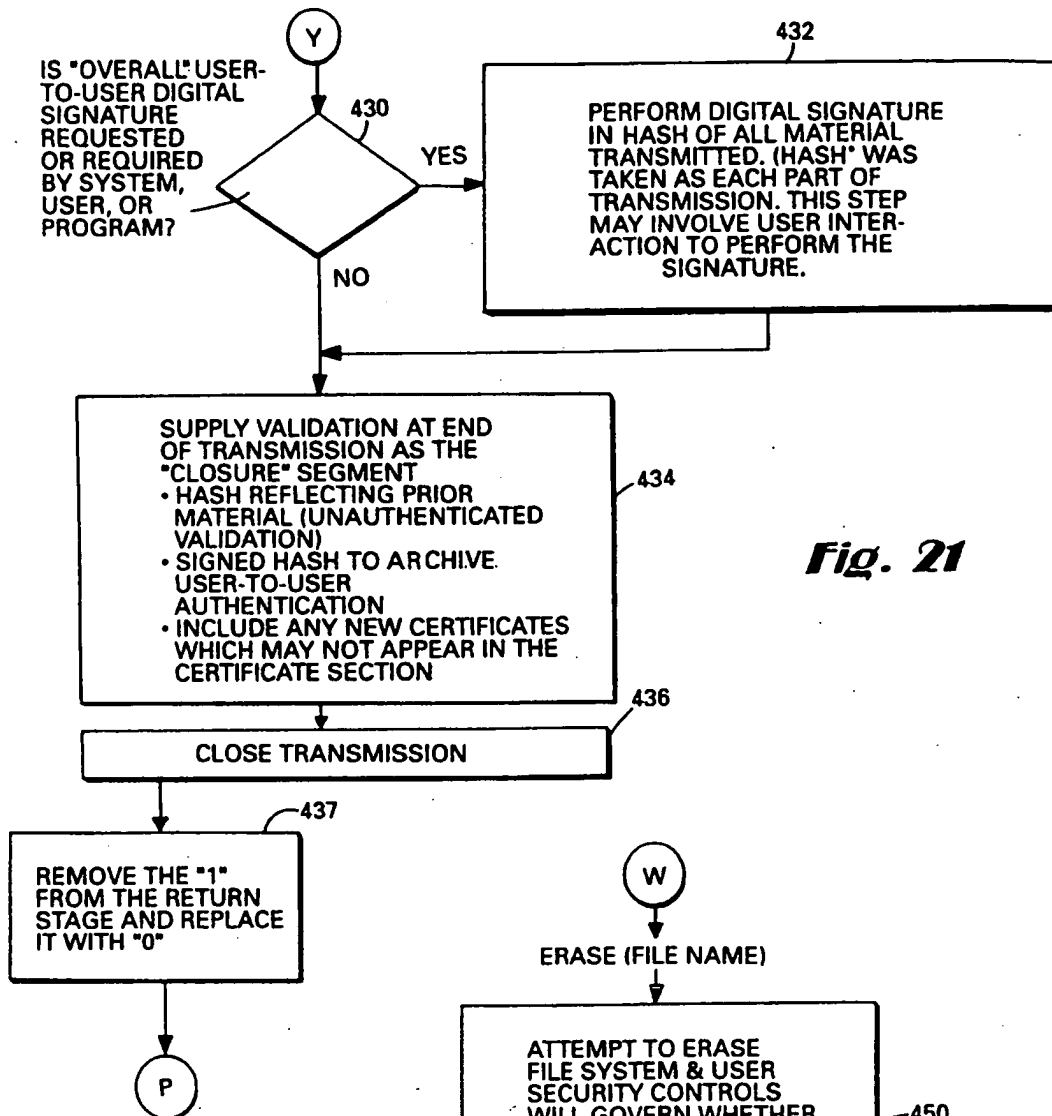 Y
432
IS "OVERALL" USER-
TO-USER DIGITAL
SIGNATURE
REQUESTED
OR REQUIRED
BY SYSTEM,
USER, OR
PROGRAM?
430
YES
NO
PERFORM DIGITAL SIGNATURE
IN HASH OF ALL MATERIAL
TRANSMITTED. (HASH" WAS
TAKEN AS EACH PART OF
TRANSMISSION. THIS STEP
MAY INVOLVE USER INTER-
ACTION TO PERFORM THE
SIGNATURE.
SUPPLY VALIDATION AT END
OF TRANSMISSION AS THE
"CLOSURE" SEGMENT
• HASH REFLECTING PRIOR
MATERIAL (UNAUTHENTICATED
VALIDATION)
• SIGNED HASH TO ARCHIVE.
USER-TO-USER
AUTHENTICATION
• INCLUDE ANY NEW CERTIFICATES
WHICH MAY NOT APPEAR IN THE
CERTIFICATE SECTION
434
Fig. 21
436
CLOSE TRANSMISSION
437
REMOVE THE "1"
FROM THE RETURN
STAGE AND REPLACE
IT WITH "0"
P
W
ERASE (FILE NAME)
ATTEMPT TO ERASE
FILE SYSTEM & USER
SECURITY CONTROLS
WILL GOVERN WHETHER
450